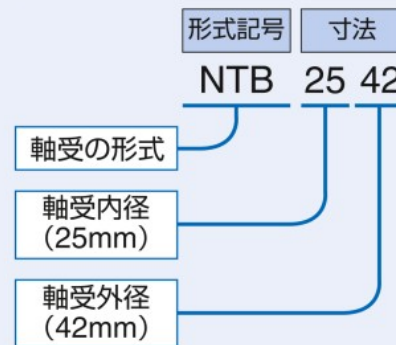 形式記号 寸法
NTB 25 42
軸受の形式
軸受内径
(25mm)
軸受外径
(42mm)